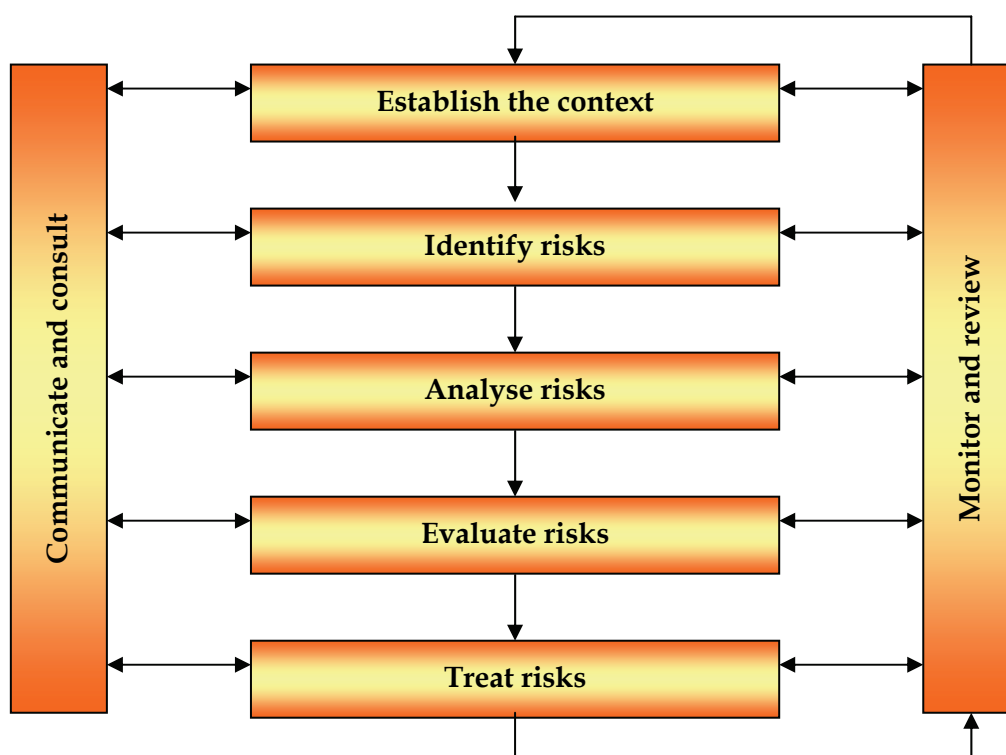 Establish the context
Identify risks
Analyse risks
Evaluate risks
Treat risks
Communicate and consult
Monitor and review